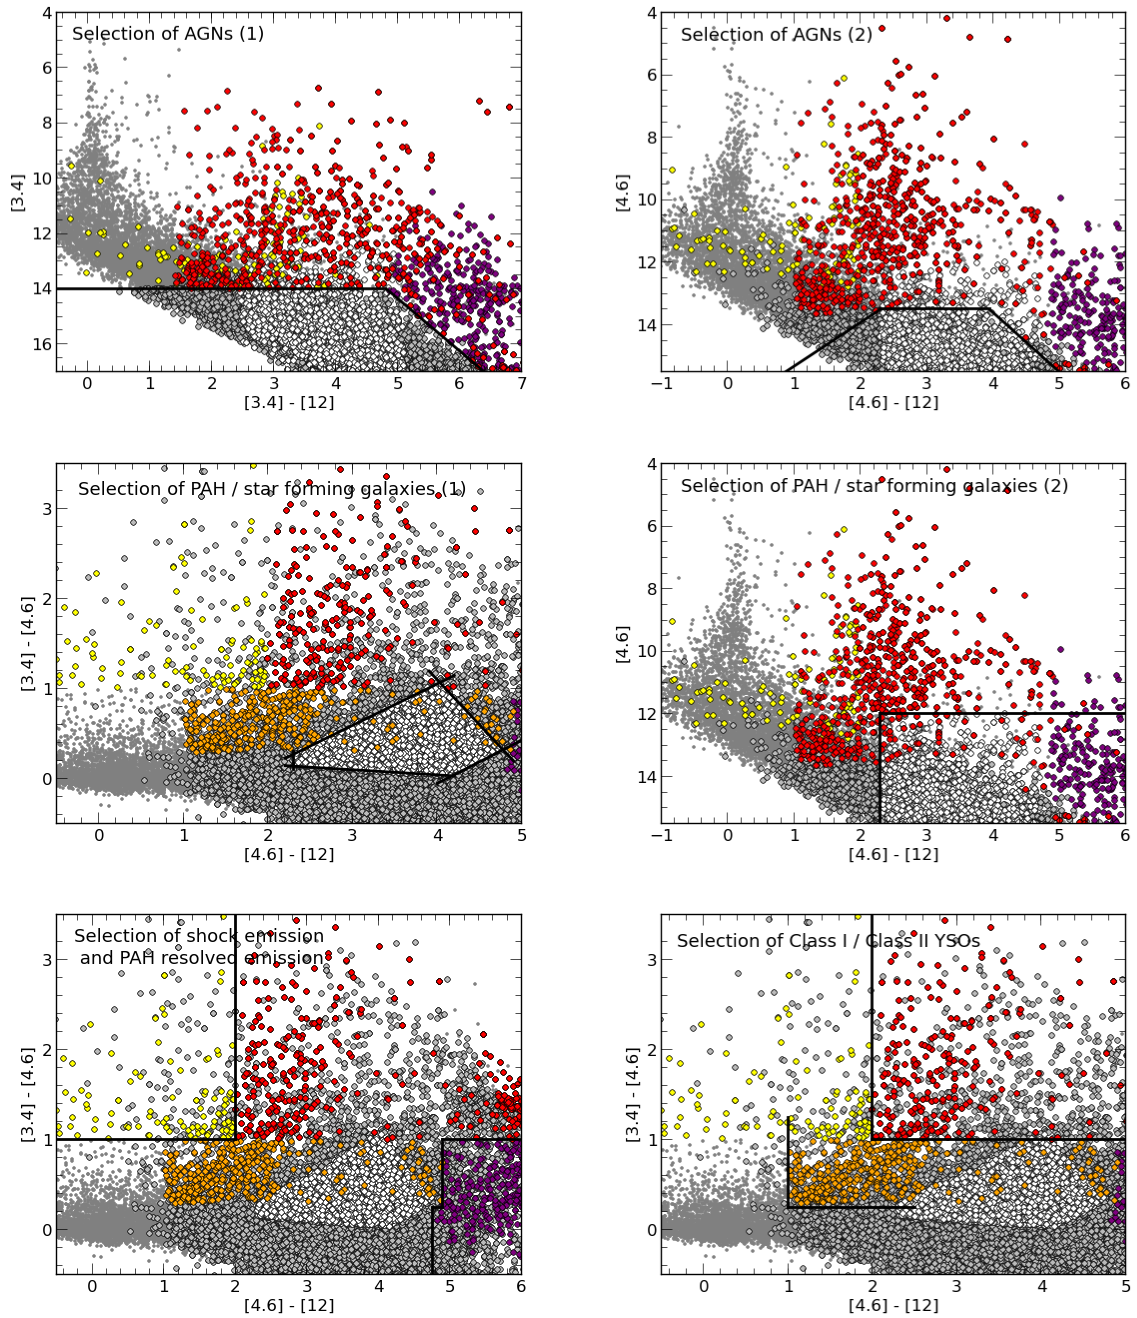 Selection of AGNs (1)
4
6
8
10
12
14
16
[3.4]
0 1 2 3 4 5 6 7
[3.4] - [12]
Selection of AGNs (2)
4
6
8
10
12
14
[4.6]
−1 0 1 2 3 4 5 6
[4.6] - [12]
Selection of PAH / star forming galaxies (1)
3
2
1
0
[3.4] - [4.6]
0 1 2 3 4 5
[4.6] - [12]
Selection of PAH / star forming galaxies (2)
4
6
8
10
12
14
[4.6]
−1 0 1 2 3 4 5 6
[4.6] - [12]
Selection of shock emission
and PAH resolved emission
3
2
1
0
[3.4] - [4.6]
0 1 2 3 4 5 6
[4.6] - [12]
Selection of Class I / Class II YSOs
3
2
1
0
[3.4] - [4.6]
0 1 2 3 4 5
[4.6] - [12]